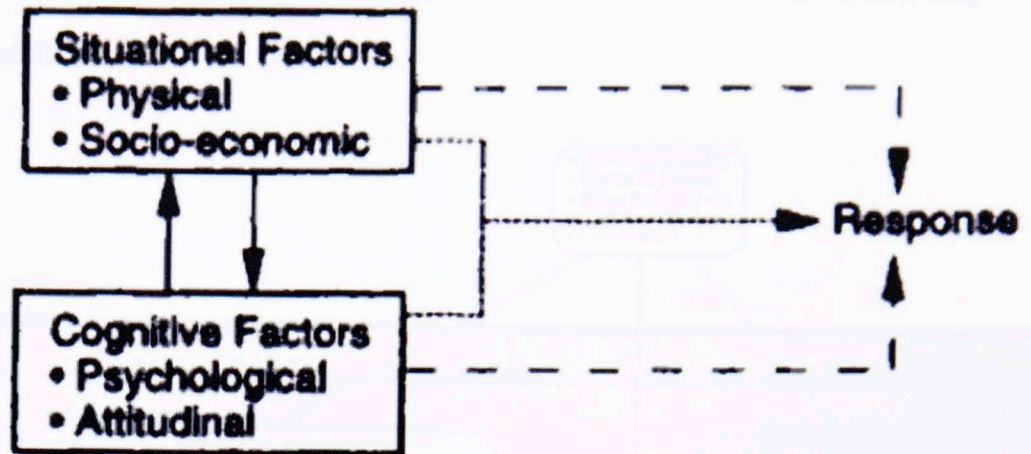 Situational Factors
• Physical
• Socio-economic
Response
Cognitive Factors
• Psychological
• Attitudinal